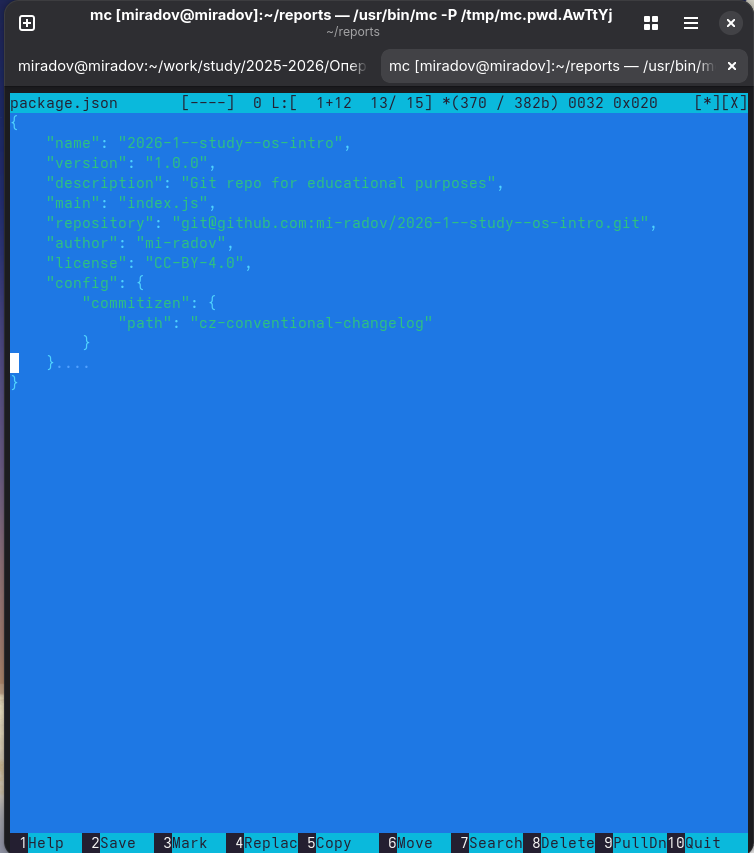 mc [miradov@miradov]:~/reports — /usr/bin/mc -P /tmp/mc.pwd.AwTtYj
~/reports
miradov@miradov:~/work/study/2025-2026/Опер
mc [miradov@miradov]:~/reports — /usr/bin/m
package.json [----] 0 L:[ 1+12 13/ 15] *(370 / 382b) 0032 0x020 [*][X]
{
    "name": "2026-1--study--os-intro",
    "version": "1.0.0",
    "description": "Git repo for educational purposes",
    "main": "index.js",
    "repository": "git@github.com:mi-radov/2026-1--study--os-intro.git",
    "author": "mi-radov",
    "license": "CC-BY-4.0",
    "config": {
        "commitizen": {
            "path": "cz-conventional-changelog"
        }
    }....
}
1Help 2Save 3Mark 4Replac 5Copy 6Move 7Search 8Delete 9PullDn 10Quit